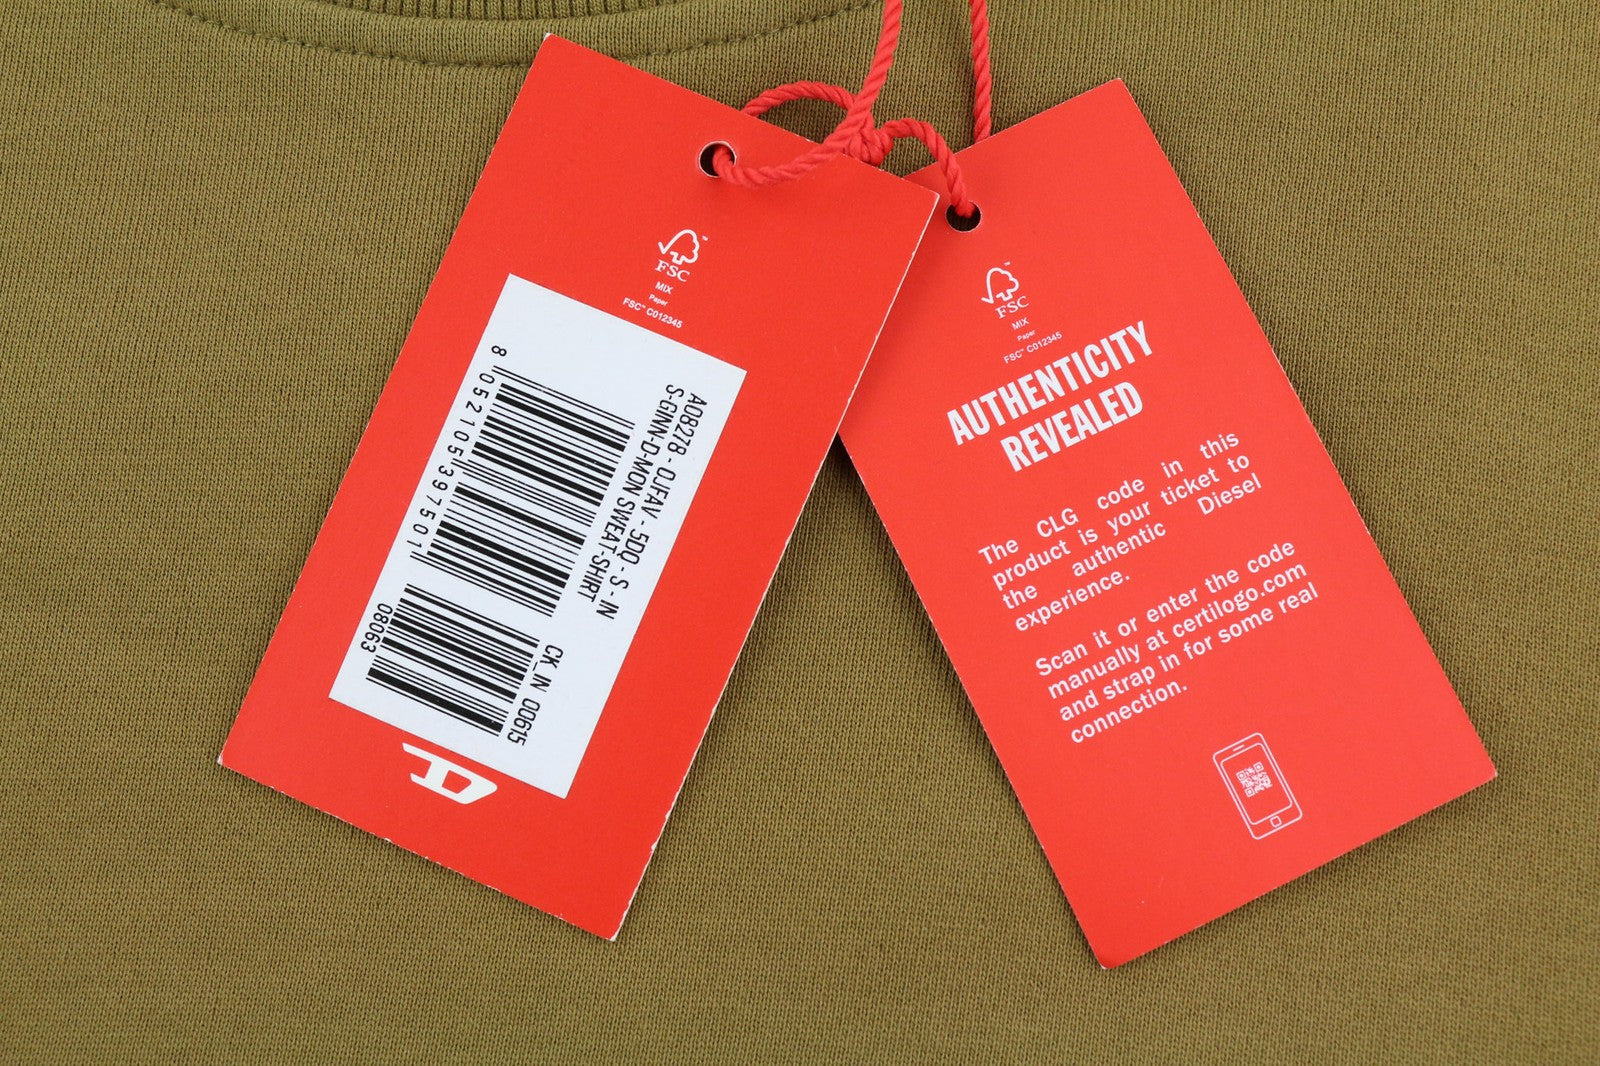 FSC
MIX
Paper
FSC™ C012345
A08278 - 0JFAV - 5DQ - S - IN
S-GINN-D-MON SWEAT-SHIRT
8 052105 397501
CK_IN 00615
08063
D
FSC
MIX
Paper
FSC™ C012345
AUTHENTICITY
REVEALED
The CLG code in this
product is your ticket to
the authentic Diesel
experience.
Scan it or enter the code
manually at certilogo.com
and strap in for some real
connection.